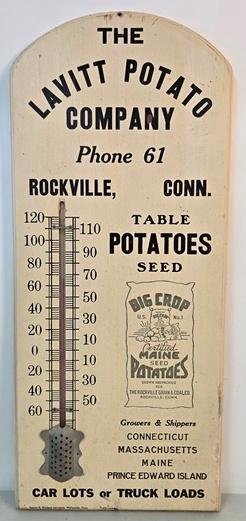 THE
LAVITT POTATO
COMPANY
Phone 61
ROCKVILLE, CONN.
TABLE
POTATOES
SEED
120
100
80
60
40
20
0
20
40
60
110
90
70
50
30
10
10
30
50
BIG CROP
U.S. No.1
Certified
MAINE
SEED
POTATOES
THE ROCKVILLE GRAIN & COAL CO.
ROCKVILLE, CONN.
Growers & Shippers
CONNECTICUT
MASSACHUSETTS
MAINE
PRINCE EDWARD ISLAND
CAR LOTS or TRUCK LOADS